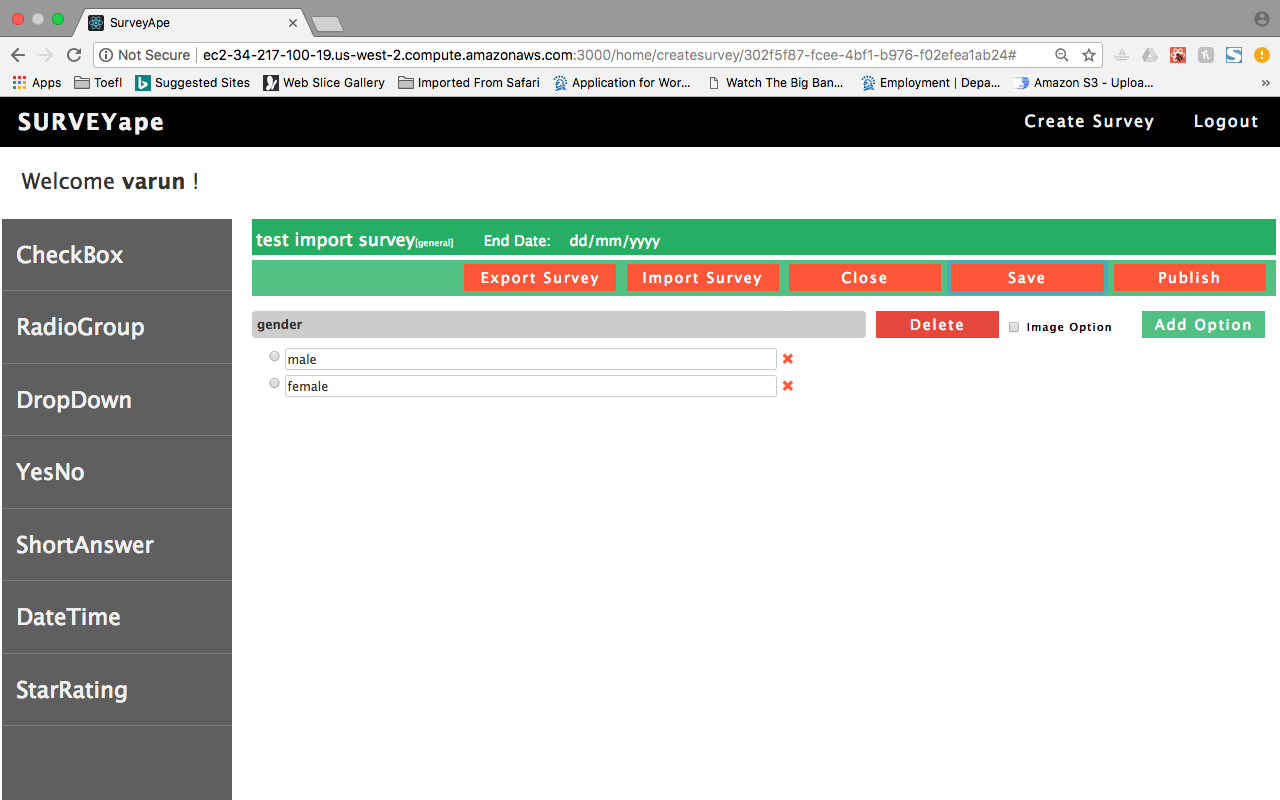 SurveyApe
Not Secure ec2-34-217-100-19.us-west-2.compute.amazonaws.com:3000/home/createsurvey/302f5f87-fcee-4bf1-b976-f02efea1ab24#
Apps Toefl Suggested Sites Web Slice Gallery Imported From Safari Application for Wor... Watch The Big Ban... Employment | Depa... Amazon S3 - Uploa... »
SURVEYape Create Survey Logout
Welcome varun !
CheckBox
RadioGroup
DropDown
YesNo
ShortAnswer
DateTime
StarRating
test import survey[general] End Date: dd/mm/yyyy
Export Survey Import Survey Close Save Publish
gender Delete Image Option Add Option
male
female